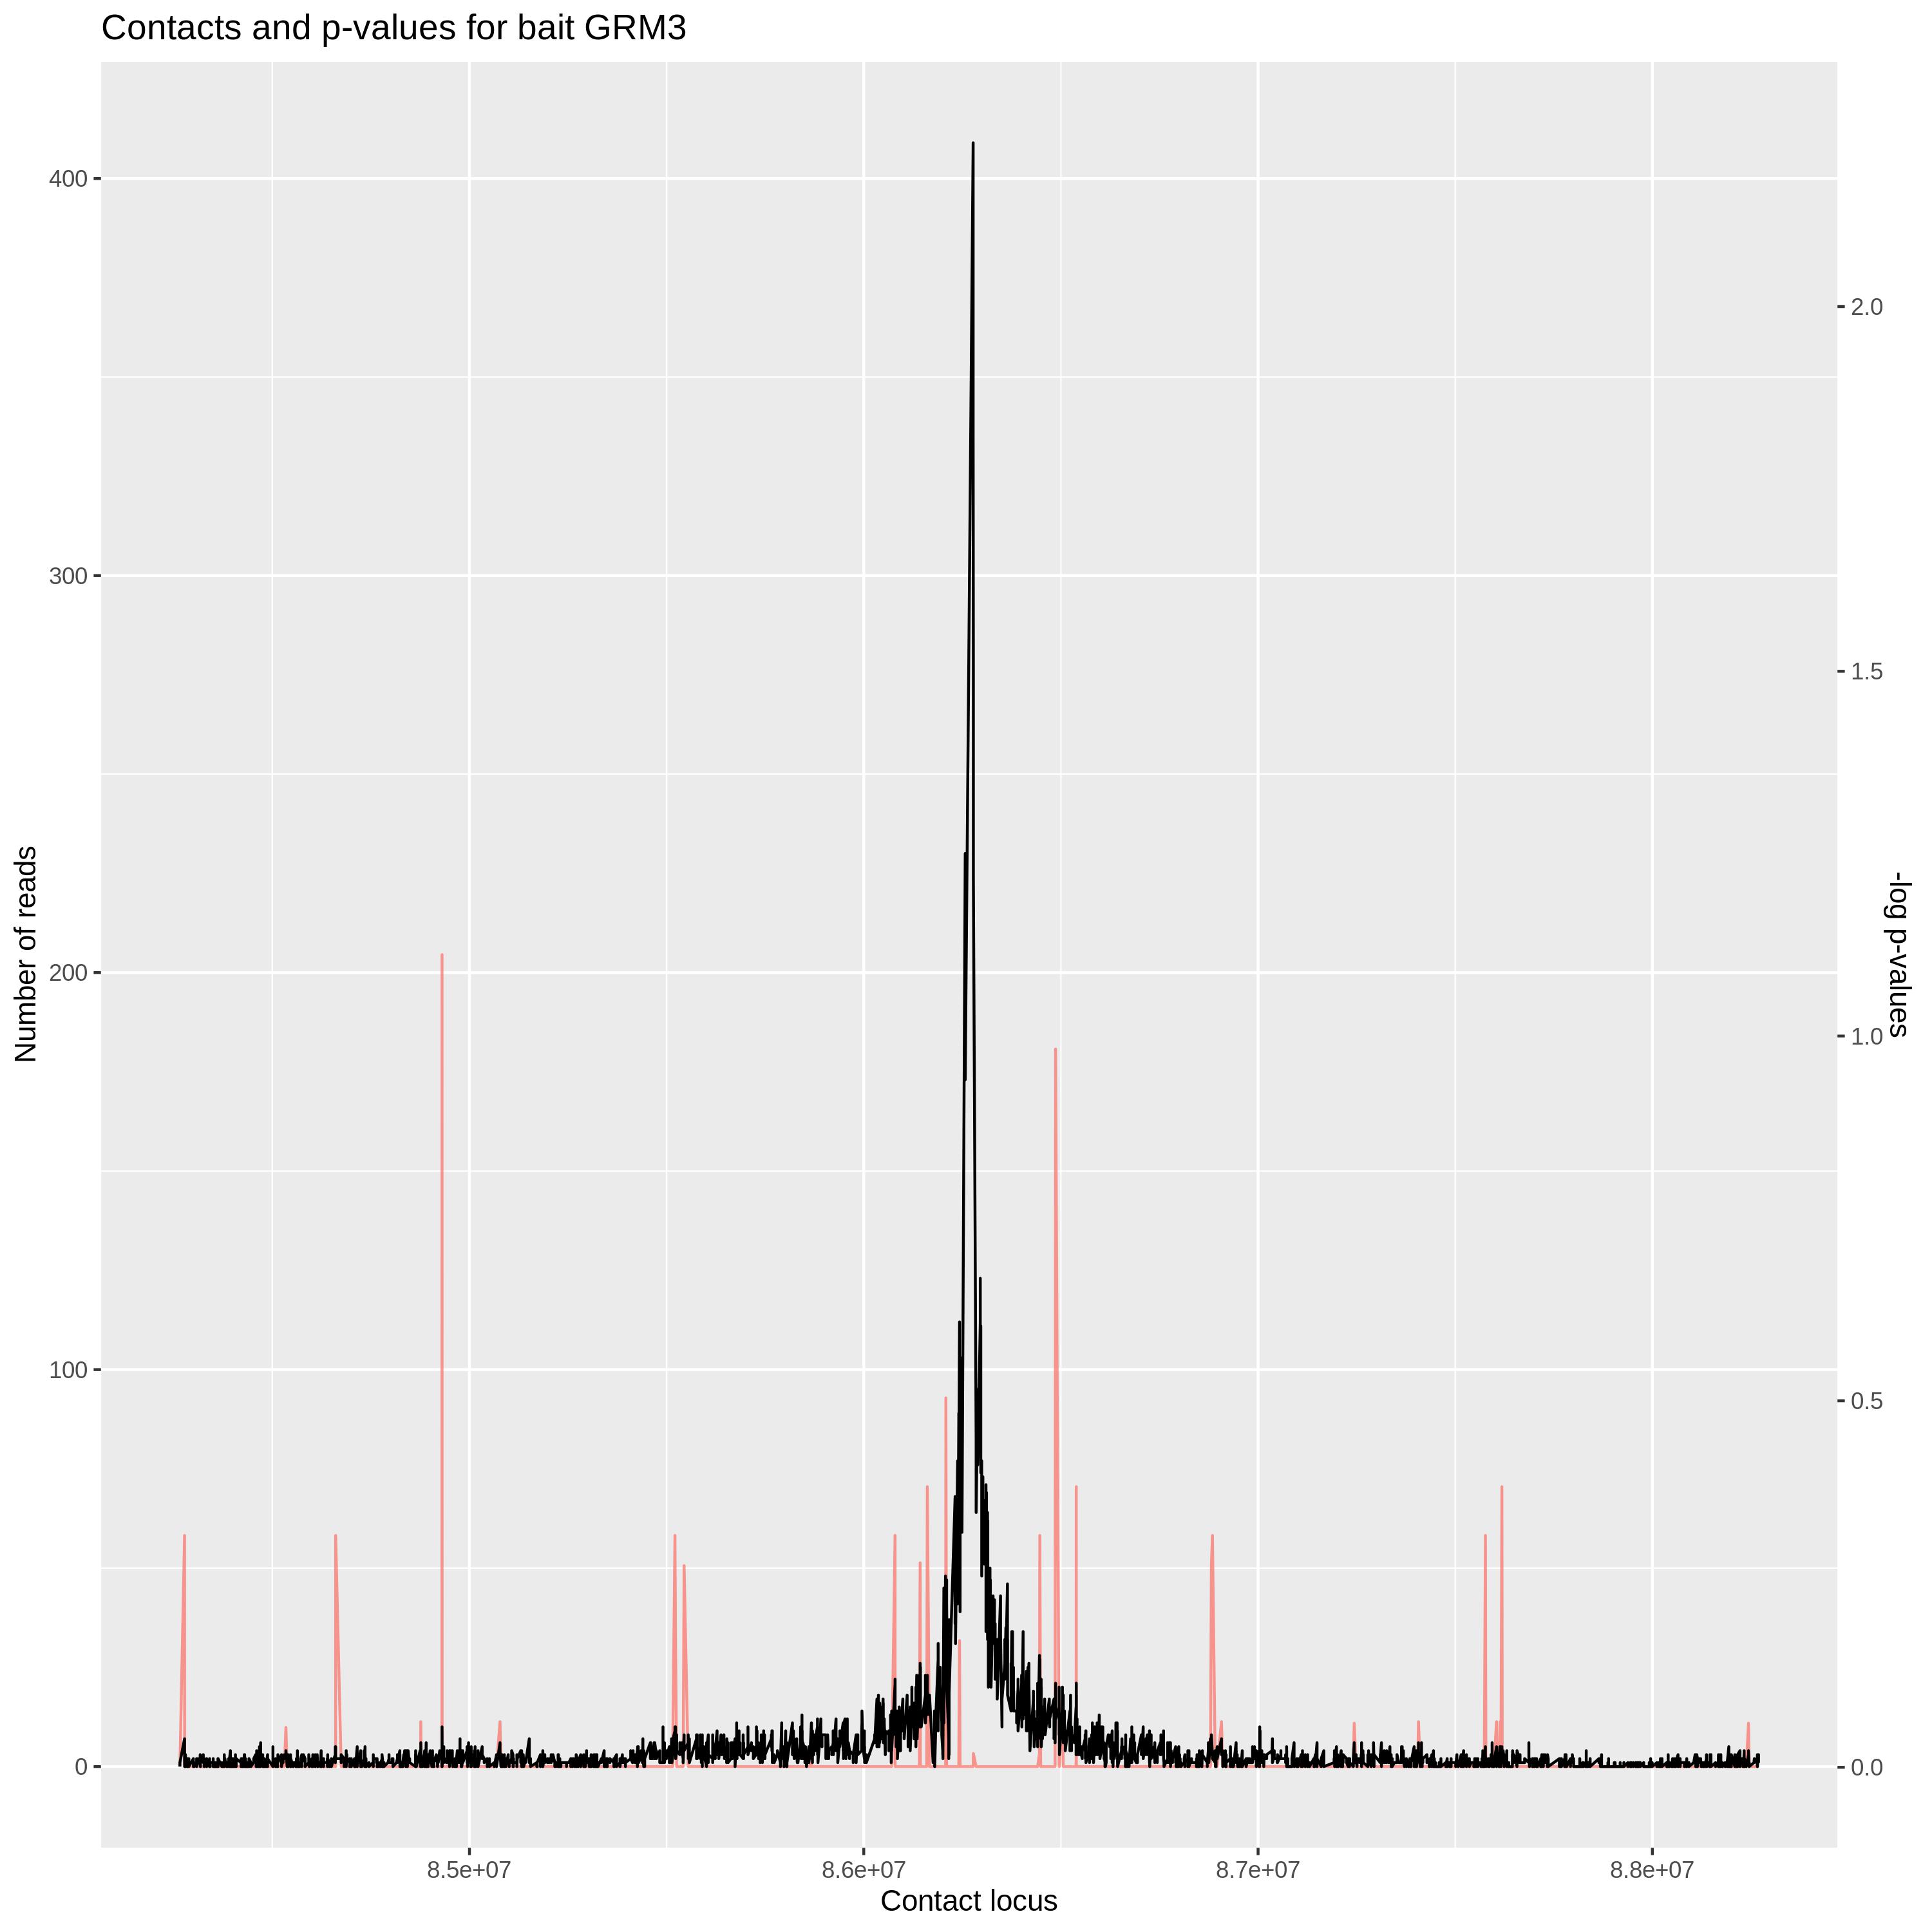 Contacts and p-values for bait GRM3
Number of reads
400
300
200
100
0
2.0
1.5
1.0
0.5
0.0
-log p-values
8.5e+07
8.6e+07
8.7e+07
8.8e+07
Contact locus